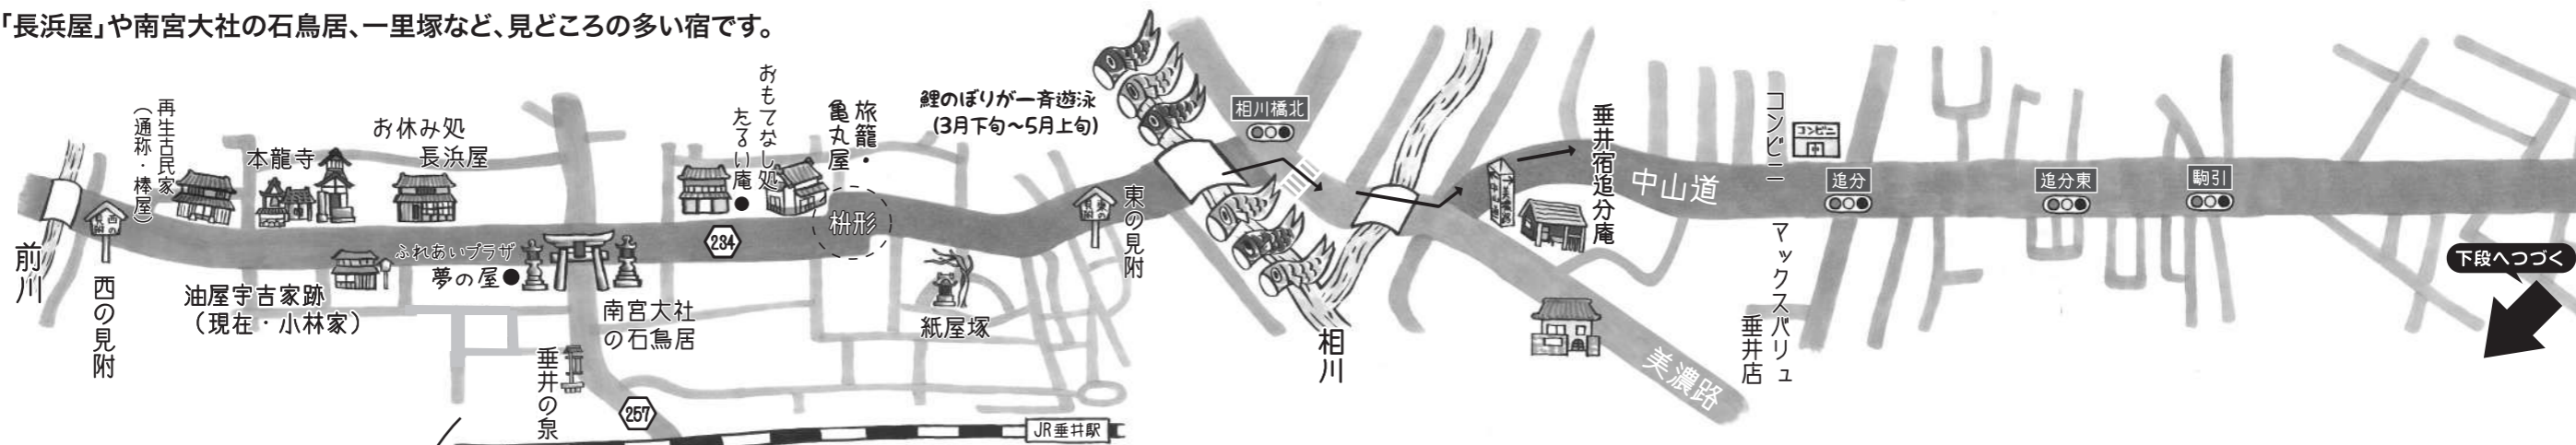 「長浜屋」や南宮大社の石鳥居、一里塚など、見どころの多い宿です。
前川
西の見附
再生古民家
(通称・棒屋)
本龍寺
お休み処
長浜屋
油屋宇吉家跡
(現在・小林家)
ふれあいプラザ
夢の屋
南宮大社
の石鳥居
垂井の泉
257
234
おもてなし処
たるい庵
旅籠・
亀丸屋
枡形
紙屋塚
JR垂井駅
鯉のぼりが一斉遊泳
(3月下旬〜5月上旬)
東の見附
相川橋北
相川
垂井宿追分庵
中山道
美濃路
コンビニ
コンビニ
マックスバリュ
垂井店
追分
追分東
駒引
下段へつづく